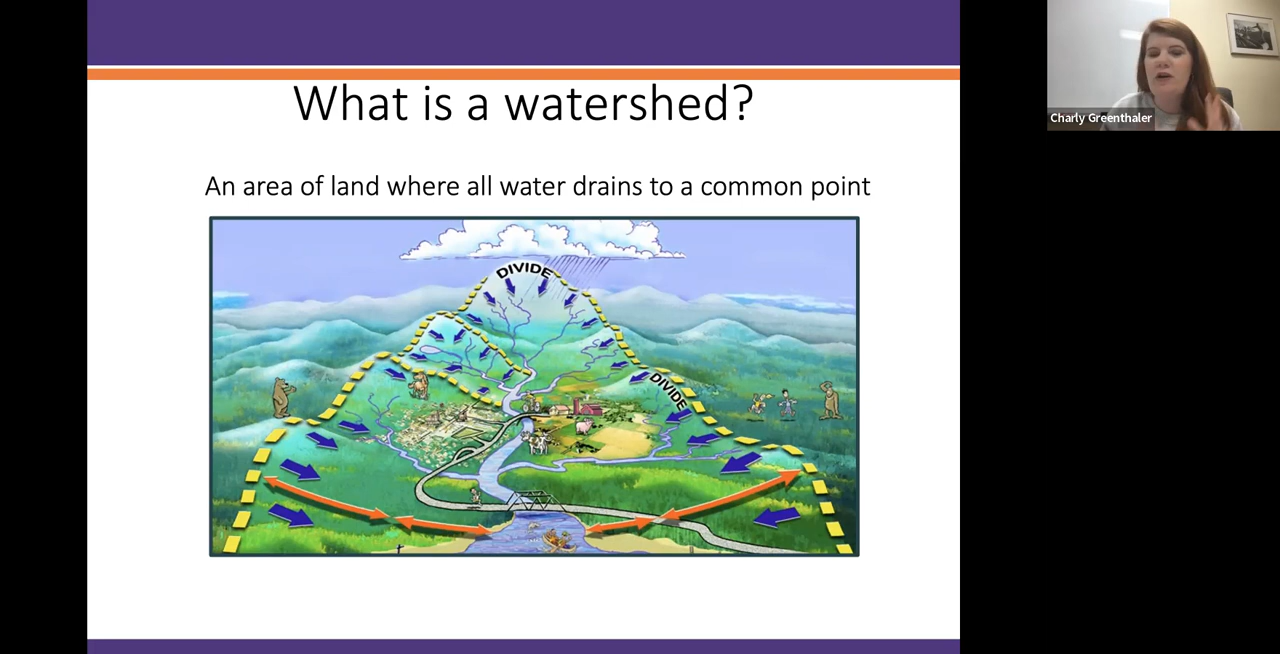 What is a watershed?
An area of land where all water drains to a common point
DIVIDE
DIVIDE
Charly Greenthaler